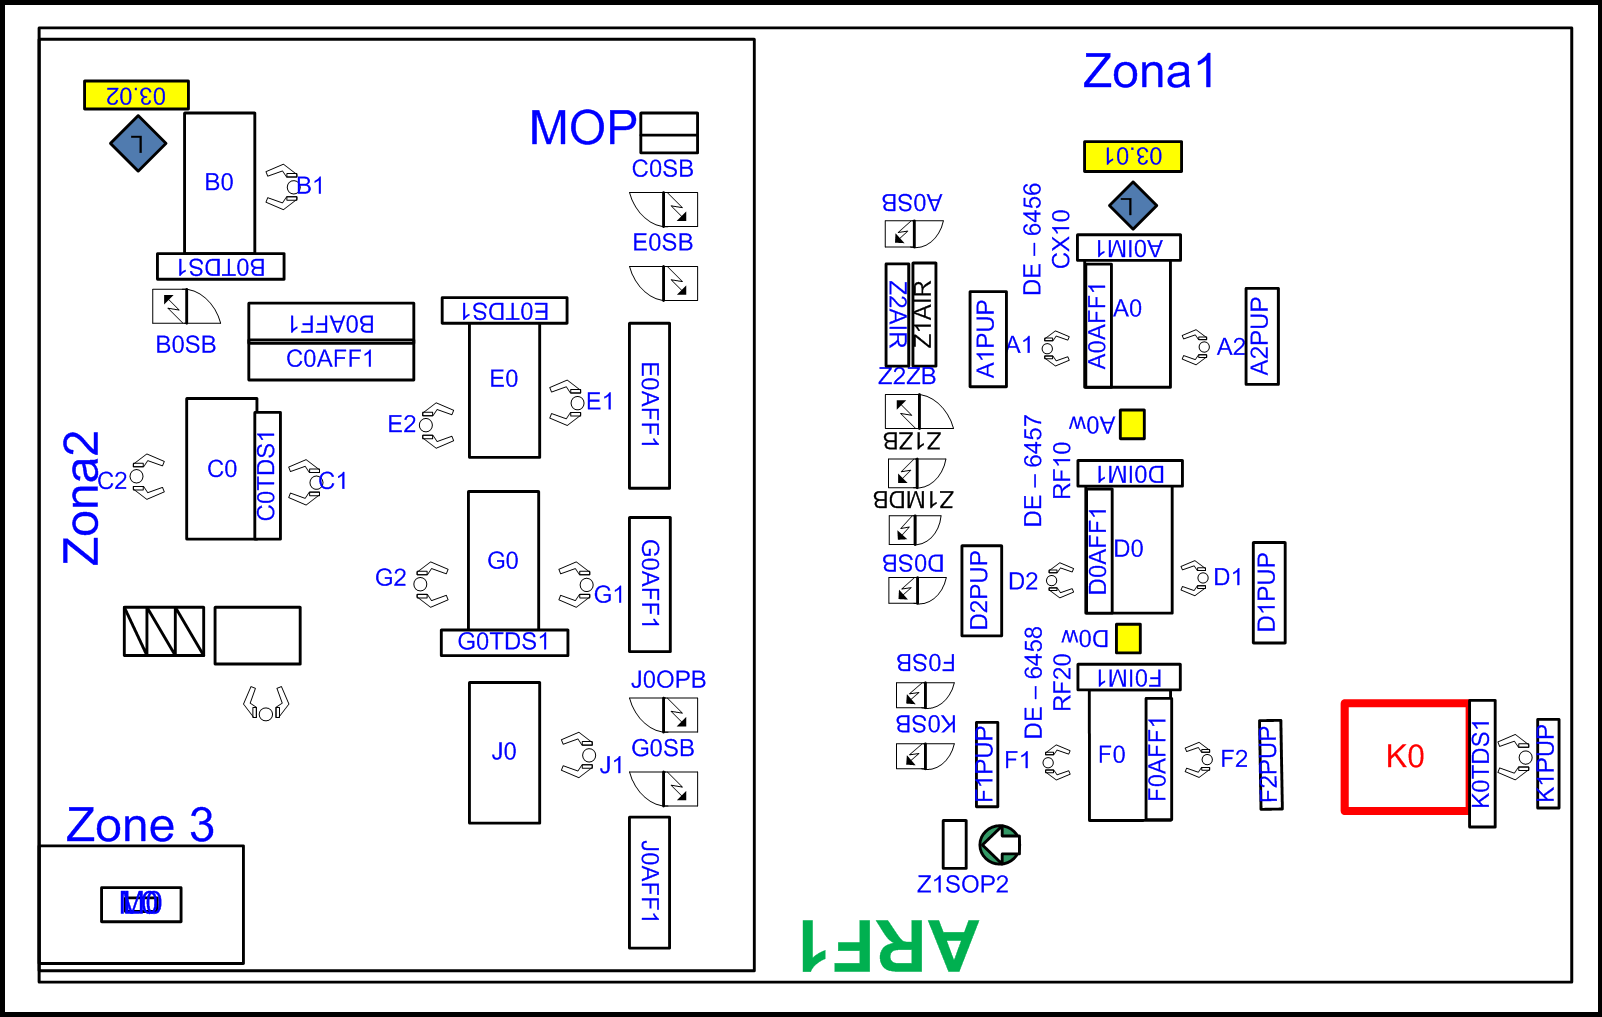 Zona1
03.02
L
B0
B1
B0TDS1
B0SB
B0AFF1
C0AFF1
MOP
C0SB
E0SB
E0TDS1
E0
E1
E2
E0AFF1
Zona2
C2
C0
C0TDS1
C1
G2
G0
G1
G0TDS1
G0AFF1
J0OPB
G0SB
J0
J1
J0AFF1
Zone 3
03.01
L
A0SB
DE – 6456
CX10
A0IM1
Z2AIR
Z1AIR
A1PUP
A1
A0AFF1
A0
A2
A2PUP
Z2ZB
Z1ZB
Z1MDB
D0SB
A0w
DE – 6457
RF10
D0IM1
D2PUP
D2
D0AFF1
D0
D1
D1PUP
D0w
DE – 6458
RF20
F0IM1
F0SB
K0SB
F1PUP
F1
F0
F0AFF1
F2
F2PUP
K0
K0TDS1
K1PUP
Z1SOP2
ARF1